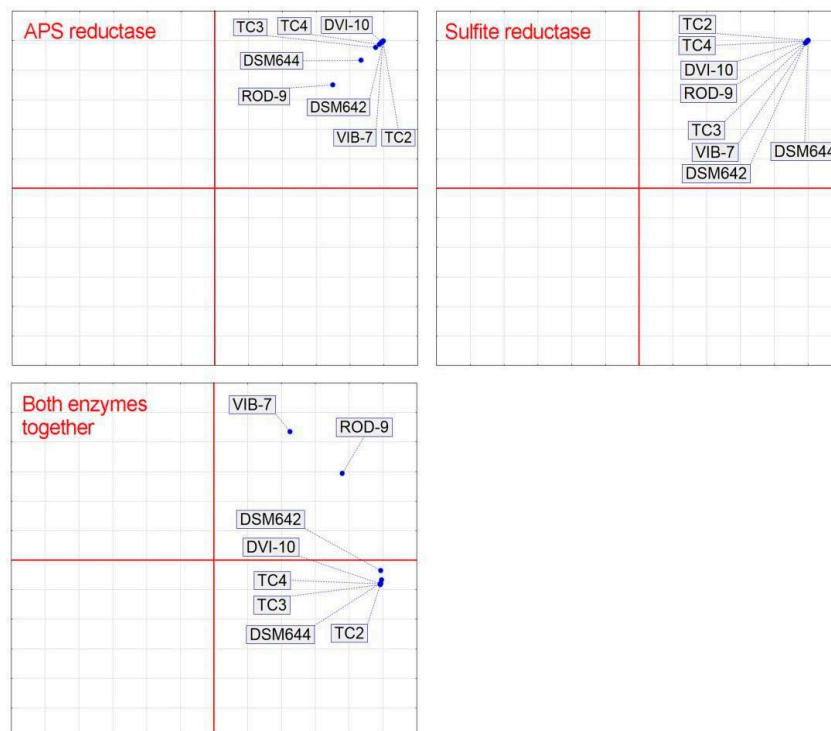 APS reductase
TC3 TC4 DVI-10
DSM644
ROD-9
DSM642
VIB-7 TC2
Sulfite reductase
TC2
TC4
DVI-10
ROD-9
TC3
VIB-7
DSM644
DSM642
Both enzymes
together
VIB-7
ROD-9
DSM642
DVI-10
TC4
TC3
DSM644
TC2